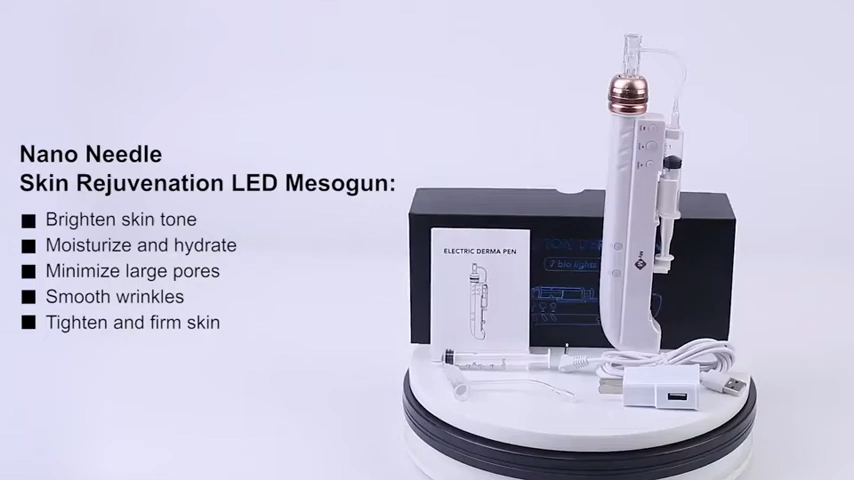 Nano Needle
Skin Rejuvenation LED Mesogun:
Brighten skin tone
Moisturize and hydrate
Minimize large pores
Smooth wrinkles
Tighten and firm skin
ELECTRIC DERMA PEN
7 bio lights